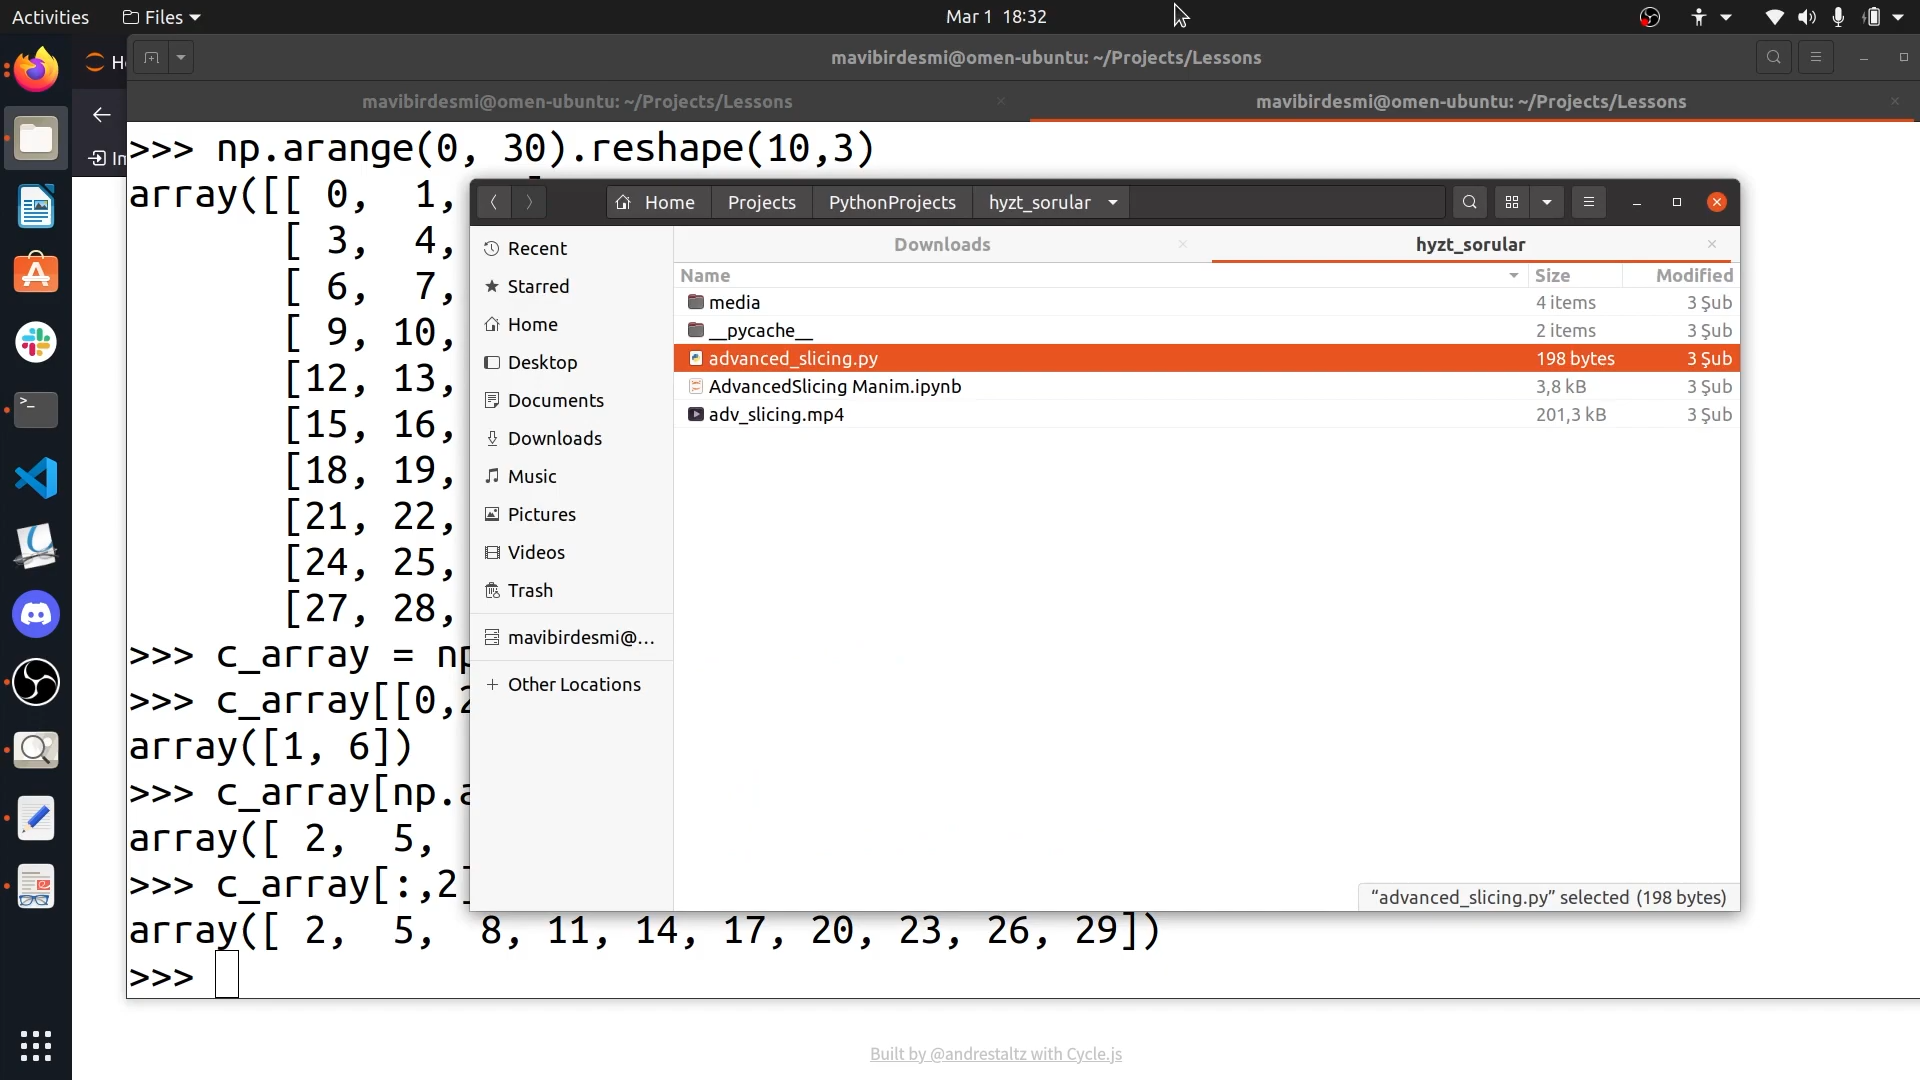 Activities
Files
Mar 1 18:32
mavibirdesmi@omen-ubuntu: ~/Projects/Lessons
mavibirdesmi@omen-ubuntu: ~/Projects/Lessons
mavibirdesmi@omen-ubuntu: ~/Projects/Lessons
>>> np.arange(0, 30).reshape(10,3)
array([[ 0, 1,
[ 3, 4,
[ 6, 7,
[ 9, 10,
[12, 13,
[15, 16,
[18, 19,
[21, 22,
[24, 25,
[27, 28,
>>> c_array = np
>>> c_array[[0,2
array([1, 6])
>>> c_array[np.a
array([ 2, 5,
>>> c_array[:,2]
array([ 2, 5, 8, 11, 14, 17, 20, 23, 26, 29])
>>>
Home
Projects
PythonProjects
hyzt_sorular
Recent
Starred
Home
Desktop
Documents
Downloads
Music
Pictures
Videos
Trash
mavibirdesmi@...
+ Other Locations
Downloads
hyzt_sorular
Name Size Modified
media 4 items 3 Şub
__pycache__ 2 items 3 Şub
advanced_slicing.py 198 bytes 3 Şub
AdvancedSlicing Manim.ipynb 3,8 kB 3 Şub
adv_slicing.mp4 201,3 kB 3 Şub
“advanced_slicing.py” selected (198 bytes)
Built by @andrestaltz with Cycle.js